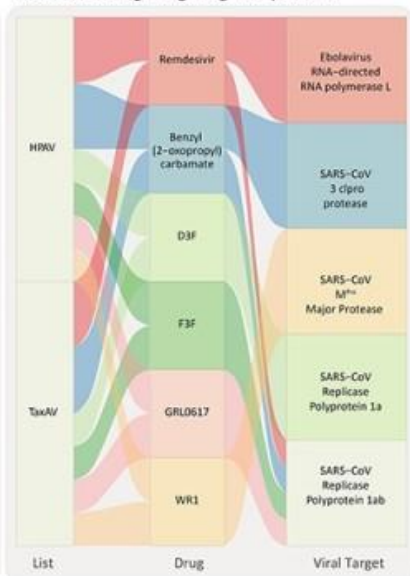 HPAV
TaxAV
List
Remdesivir
Benzyl
(2-oxopropyl)
carbamate
D3F
F3F
GRL0617
WR1
Drug
Ebolavirus
RNA-directed
RNA polymerase L
SARS-CoV
3 clpro
protease
SARS-CoV
Mᵖʳᵒ
Major Protease
SARS-CoV
Replicase
Polyprotein 1a
SARS-CoV
Replicase
Polyprotein 1ab
Viral Target